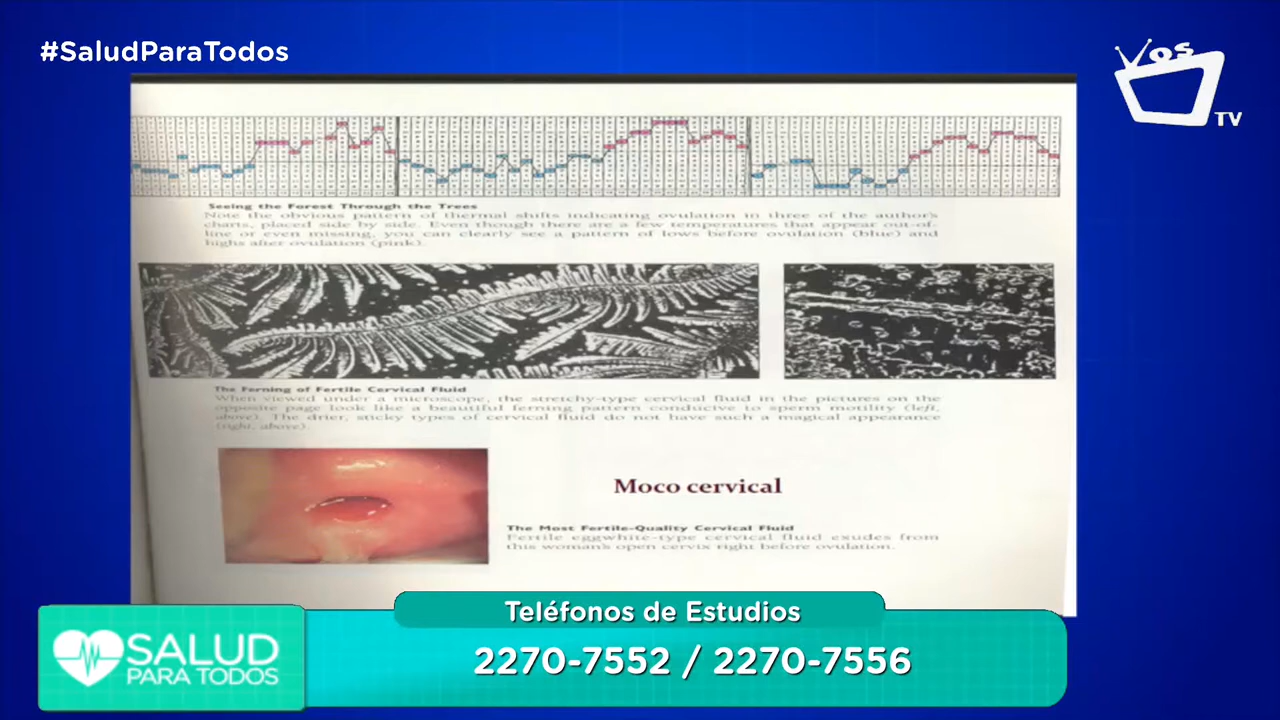 #SaludParaTodos
VOS
TV
Seeing the Forest Through the Trees
Note the obvious pattern of thermal shifts indicating ovulation in three of the author's
charts, placed side by side. Even though there are a few temperatures that appear out-of-
line or even missing, you can clearly see a pattern of lows before ovulation (blue) and
highs after ovulation (pink).
The Ferning of Fertile Cervical Fluid
When viewed under a microscope, the stretchy-type cervical fluid in the pictures on the
opposite page look like a beautiful ferning pattern conducive to sperm motility (left,
above). The drier, sticky types of cervical fluid do not have such a magical appearance
(right, above).
Moco cervical
The Most Fertile-Quality Cervical Fluid
Fertile eggwhite-type cervical fluid exudes from
this woman's open cervix right before ovulation.
Teléfonos de Estudios
SALUD
PARA TODOS
2270-7552 / 2270-7556